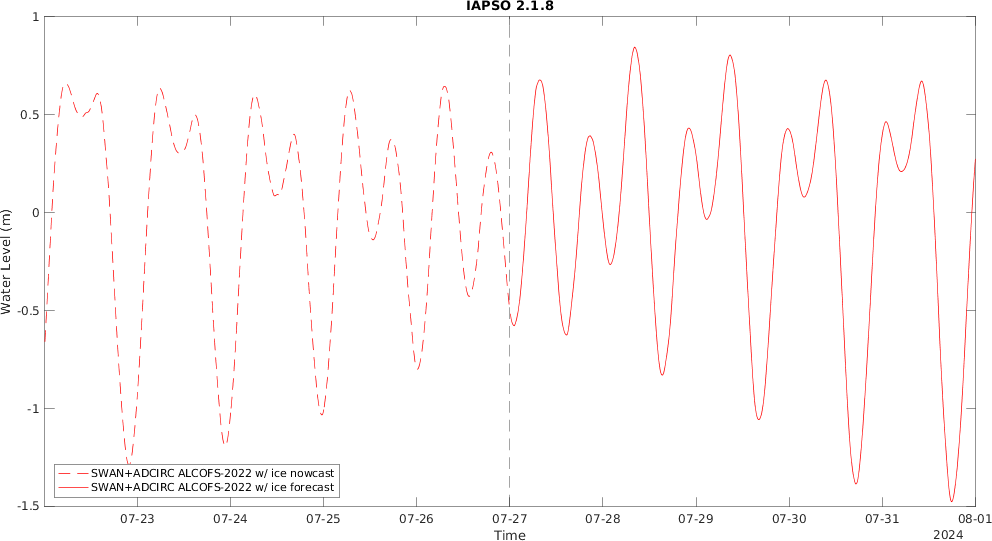 IAPSO 2.1.8
1
0.5
0
-0.5
-1
-1.5
Water Level (m)
SWAN+ADCIRC ALCOFS-2022 w/ ice nowcast
SWAN+ADCIRC ALCOFS-2022 w/ ice forecast
07-23 07-24 07-25 07-26 07-27 07-28 07-29 07-30 07-31 08-01
Time
2024